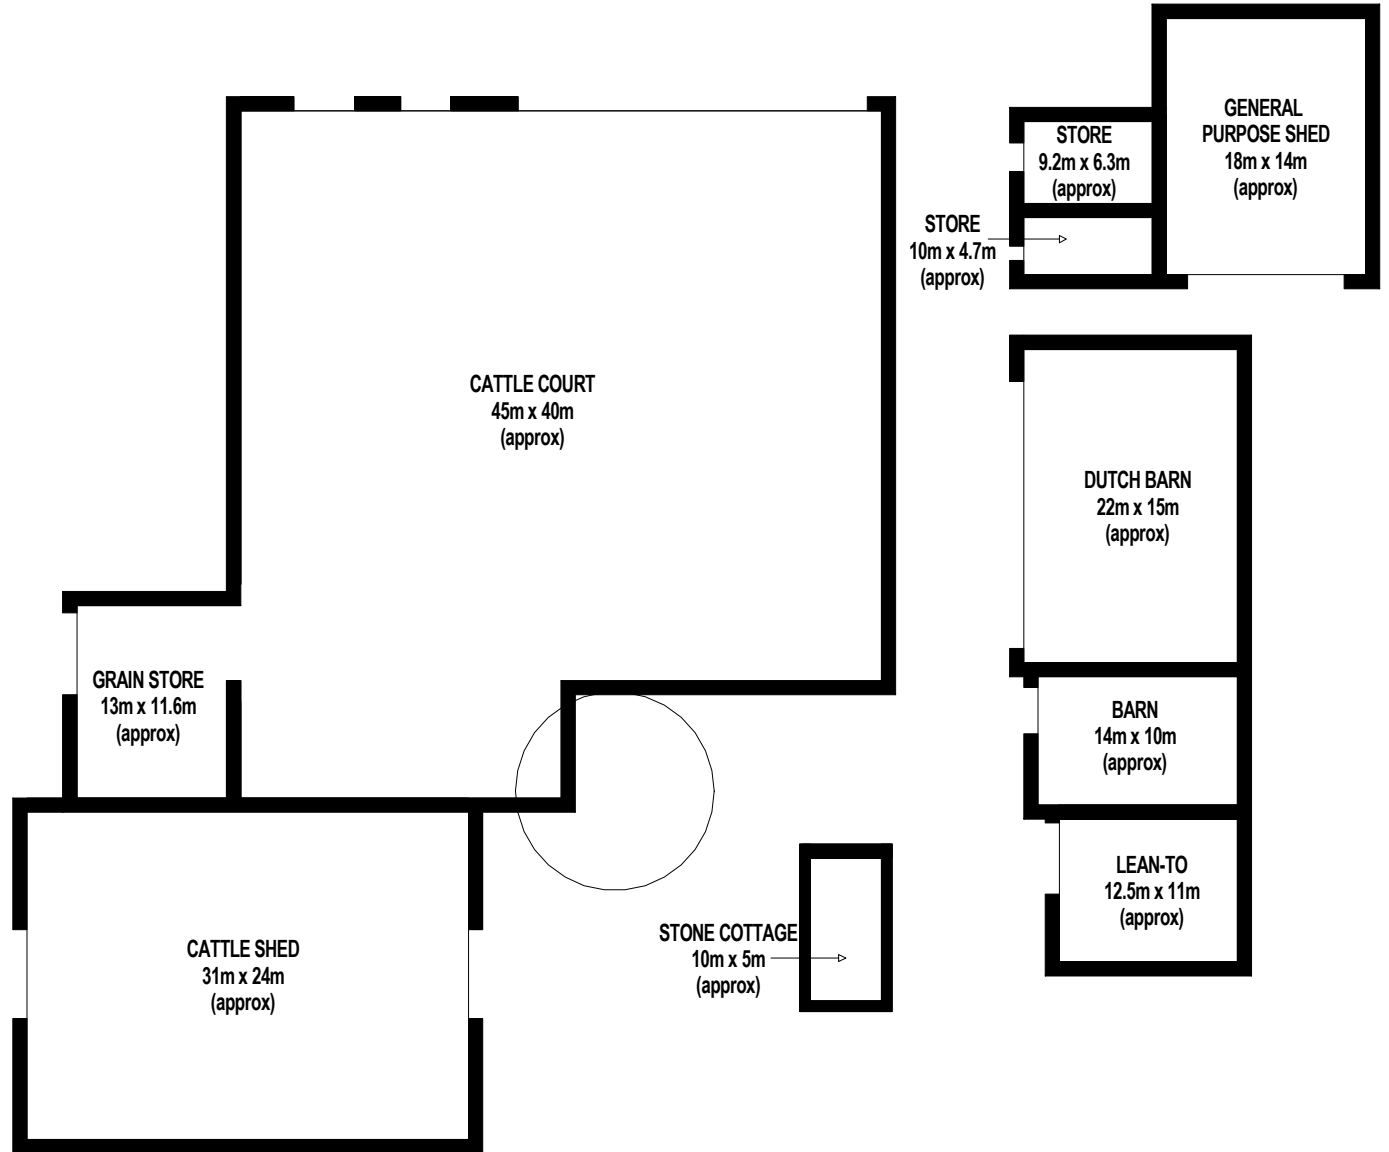 GENERAL
PURPOSE SHED
18m x 14m
(approx)
STORE
9.2m x 6.3m
(approx)
STORE
10m x 4.7m
(approx)
CATTLE COURT
45m x 40m
(approx)
DUTCH BARN
22m x 15m
(approx)
GRAIN STORE
13m x 11.6m
(approx)
BARN
14m x 10m
(approx)
LEAN-TO
12.5m x 11m
(approx)
STONE COTTAGE
10m x 5m
(approx)
CATTLE SHED
31m x 24m
(approx)